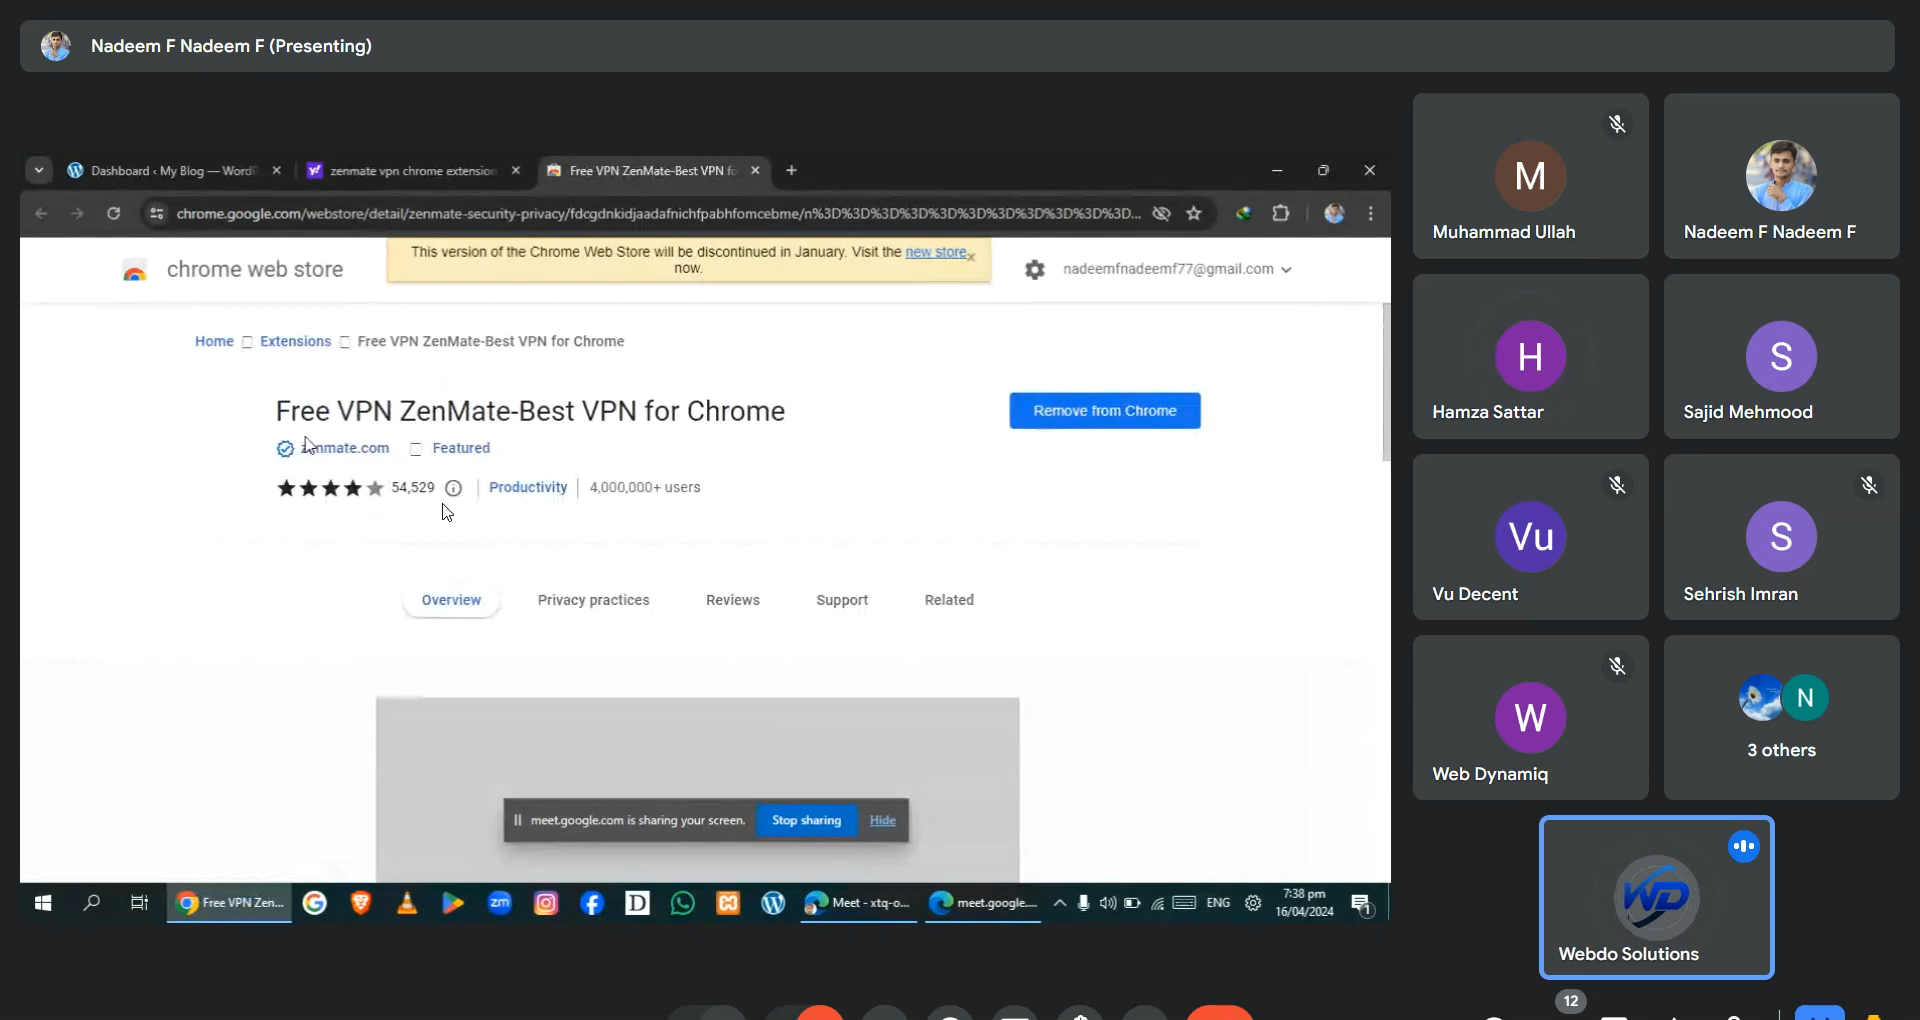 Nadeem F Nadeem F (Presenting)
Dashboard ‹ My Blog — WordP
zenmate vpn chrome extension
Free VPN ZenMate-Best VPN fo
chrome.google.com/webstore/detail/zenmate-security-privacy/fdcgdnkidjaadafnichfpabhfomcebme/n%3D%3D%3D%3D%3D%3D%3D%3D%3D%3D%3D%3D...
This version of the Chrome Web Store will be discontinued in January. Visit the new store
now.
chrome web store
nadeemfnadeemf77@gmail.com
Home Extensions Free VPN ZenMate-Best VPN for Chrome
Free VPN ZenMate-Best VPN for Chrome
Remove from Chrome
zenmate.com Featured
54,529 Productivity 4,000,000+ users
Overview Privacy practices Reviews Support Related
meet.google.com is sharing your screen. Stop sharing Hide
Free VPN Zen...
zm
D
Meet - xtq-o...
meet.google....
ENG
7:38 pm
16/04/2024
1
M
Muhammad Ullah
Nadeem F Nadeem F
H
Hamza Sattar
S
Sajid Mehmood
Vu
Vu Decent
S
Sehrish Imran
W
Web Dynamiq
N
3 others
WD
Webdo Solutions
12